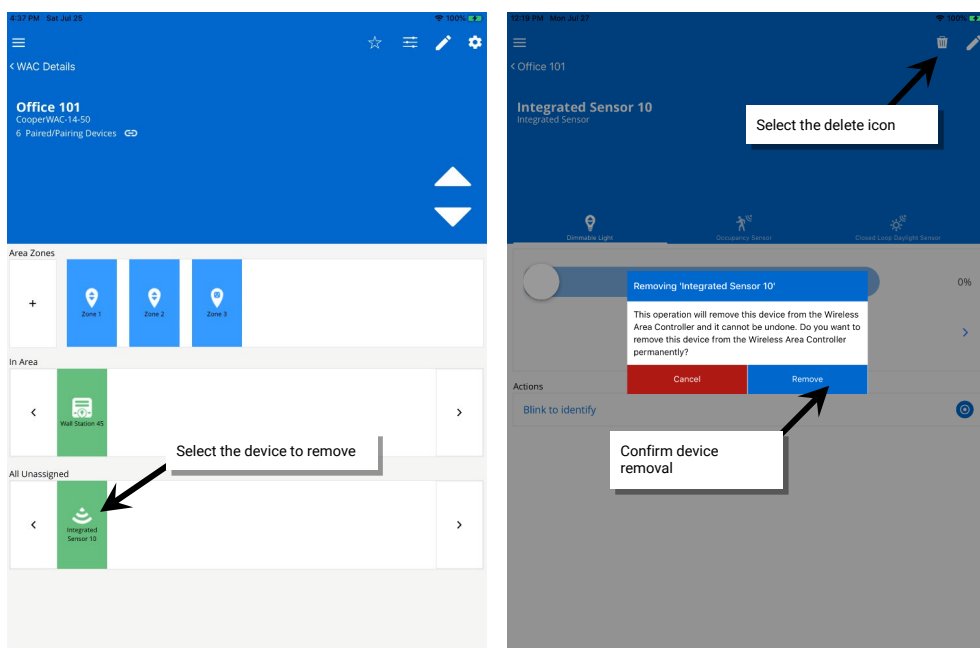 4:37 PM Sat Jul 25
100%
< WAC Details
Office 101
CooperWAC-14-50
6 Paired/Pairing Devices
Area Zones
+
Zone 1
Zone 2
Zone 3
In Area
<
Wall Station 45
>
Select the device to remove
All Unassigned
<
Integrated
Sensor 10
>
12:19 PM Mon Jul 27
100%
< Office 101
Integrated Sensor 10
Integrated Sensor
Select the delete icon
Dimmable Light
Occupancy Sensor
Closed Loop Daylight Sensor
0%
Removing 'Integrated Sensor 10'
This operation will remove this device from the Wireless
Area Controller and it cannot be undone. Do you want to
remove this device from the Wireless Area Controller
permanently?
>
Cancel
Remove
Actions
Blink to identify
Confirm device
removal